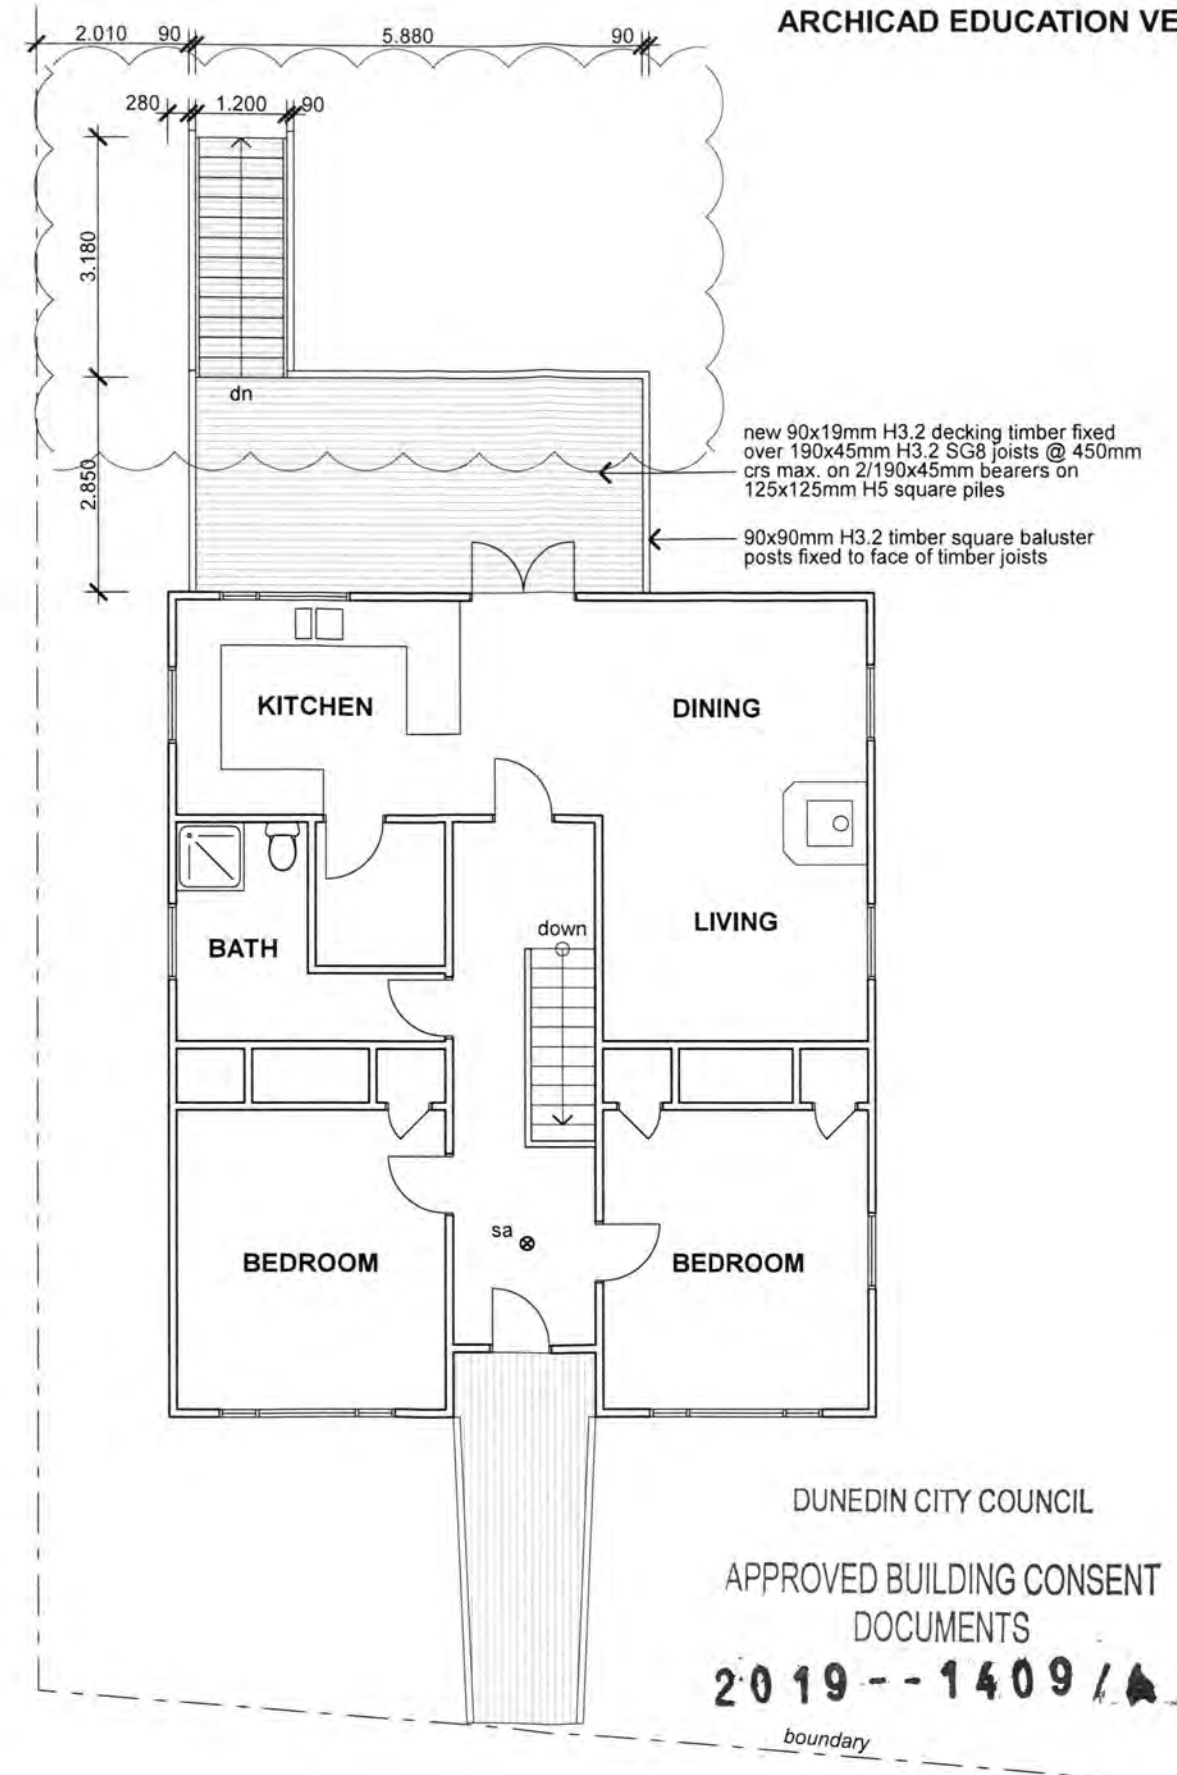 ARCHICAD EDUCATION VE
2.010 90 5.880 90
280 1.200 90
3.180
dn
2.850
new 90x19mm H3.2 decking timber fixed
over 190x45mm H3.2 SG8 joists @ 450mm
crs max. on 2/190x45mm bearers on
125x125mm H5 square piles
90x90mm H3.2 timber square baluster
posts fixed to face of timber joists
KITCHEN
DINING
BATH
down
LIVING
sa
BEDROOM
BEDROOM
DUNEDIN CITY COUNCIL
APPROVED BUILDING CONSENT
DOCUMENTS
2019--1409/A
boundary